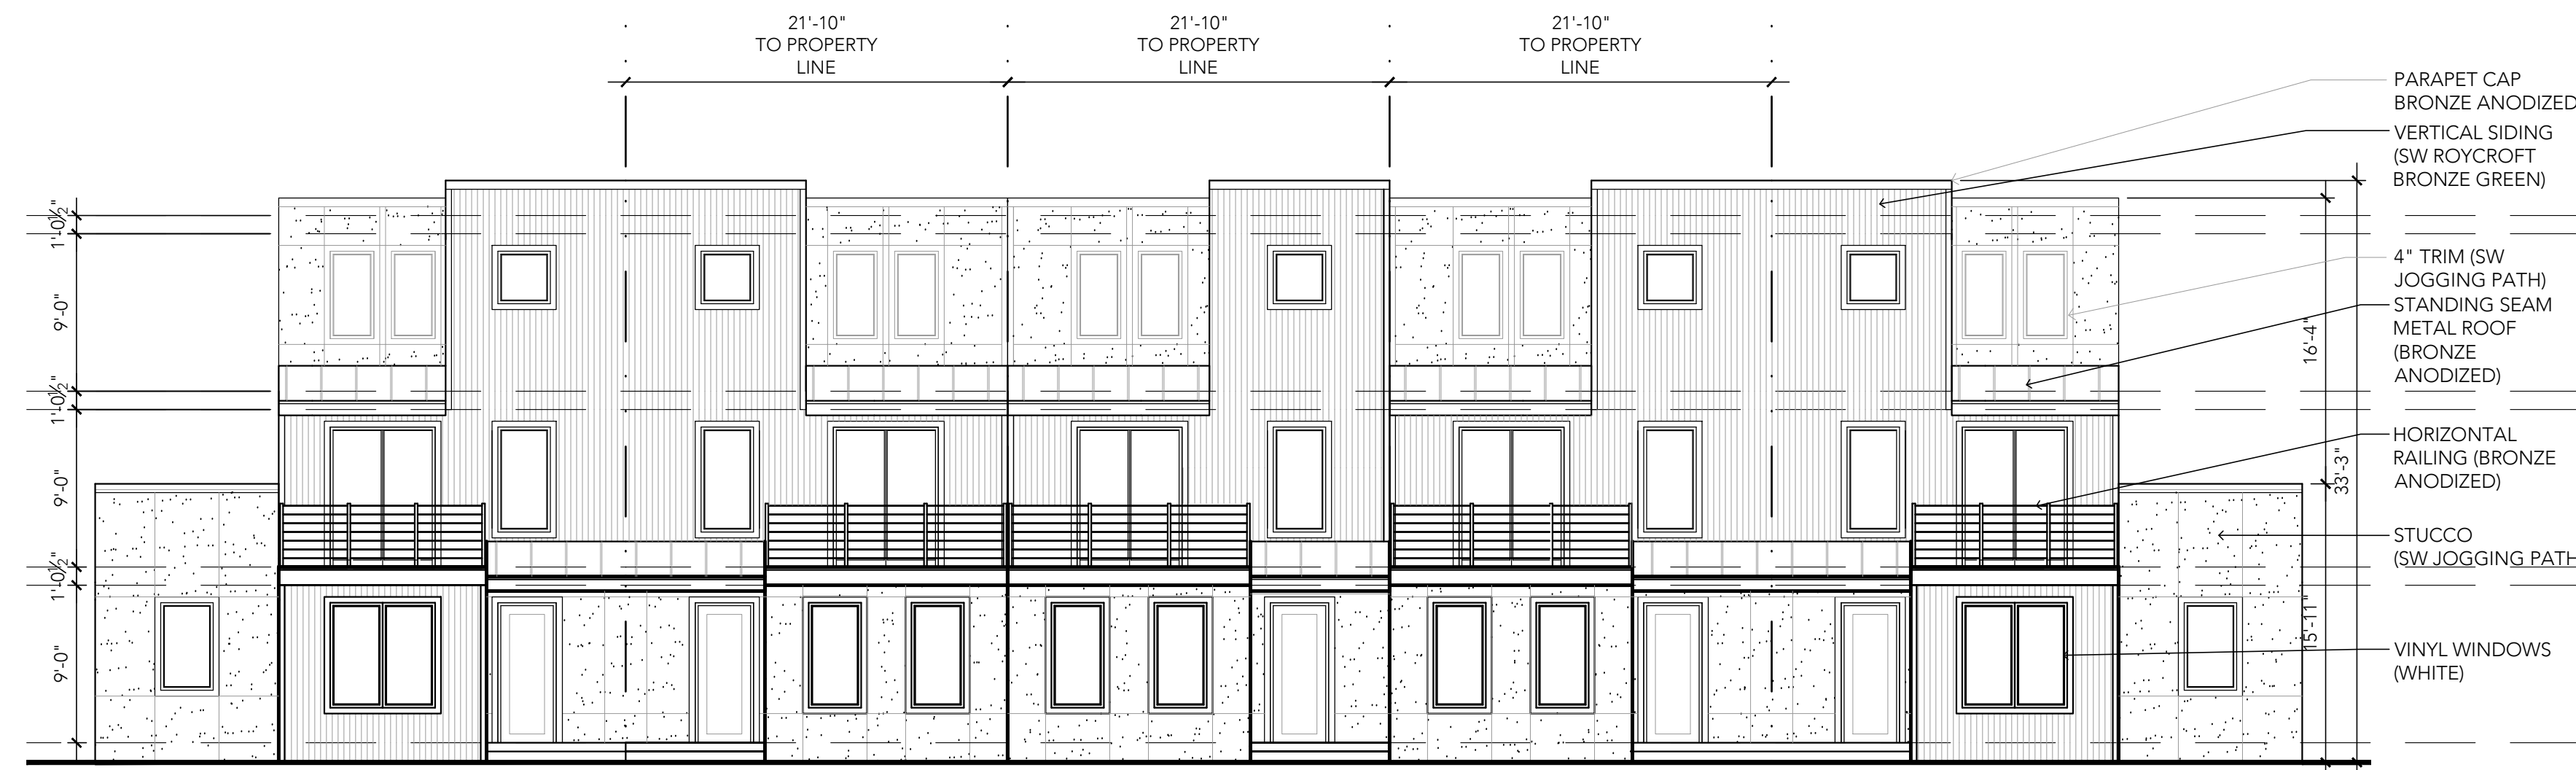 21'-10"
TO PROPERTY
LINE
21'-10"
TO PROPERTY
LINE
21'-10"
TO PROPERTY
LINE
PARAPET CAP
BRONZE ANODIZED
VERTICAL SIDING
(SW ROYCROFT
BRONZE GREEN)
4" TRIM (SW
JOGGING PATH)
STANDING SEAM
METAL ROOF
(BRONZE
ANODIZED)
HORIZONTAL
RAILING (BRONZE
ANODIZED)
STUCCO
(SW JOGGING PATH
VINYL WINDOWS
(WHITE)
1'-0½"
9'-0"
1'-0½"
9'-0"
1'-0½"
9'-0"
16'-4"
33'-3"
15'-11"